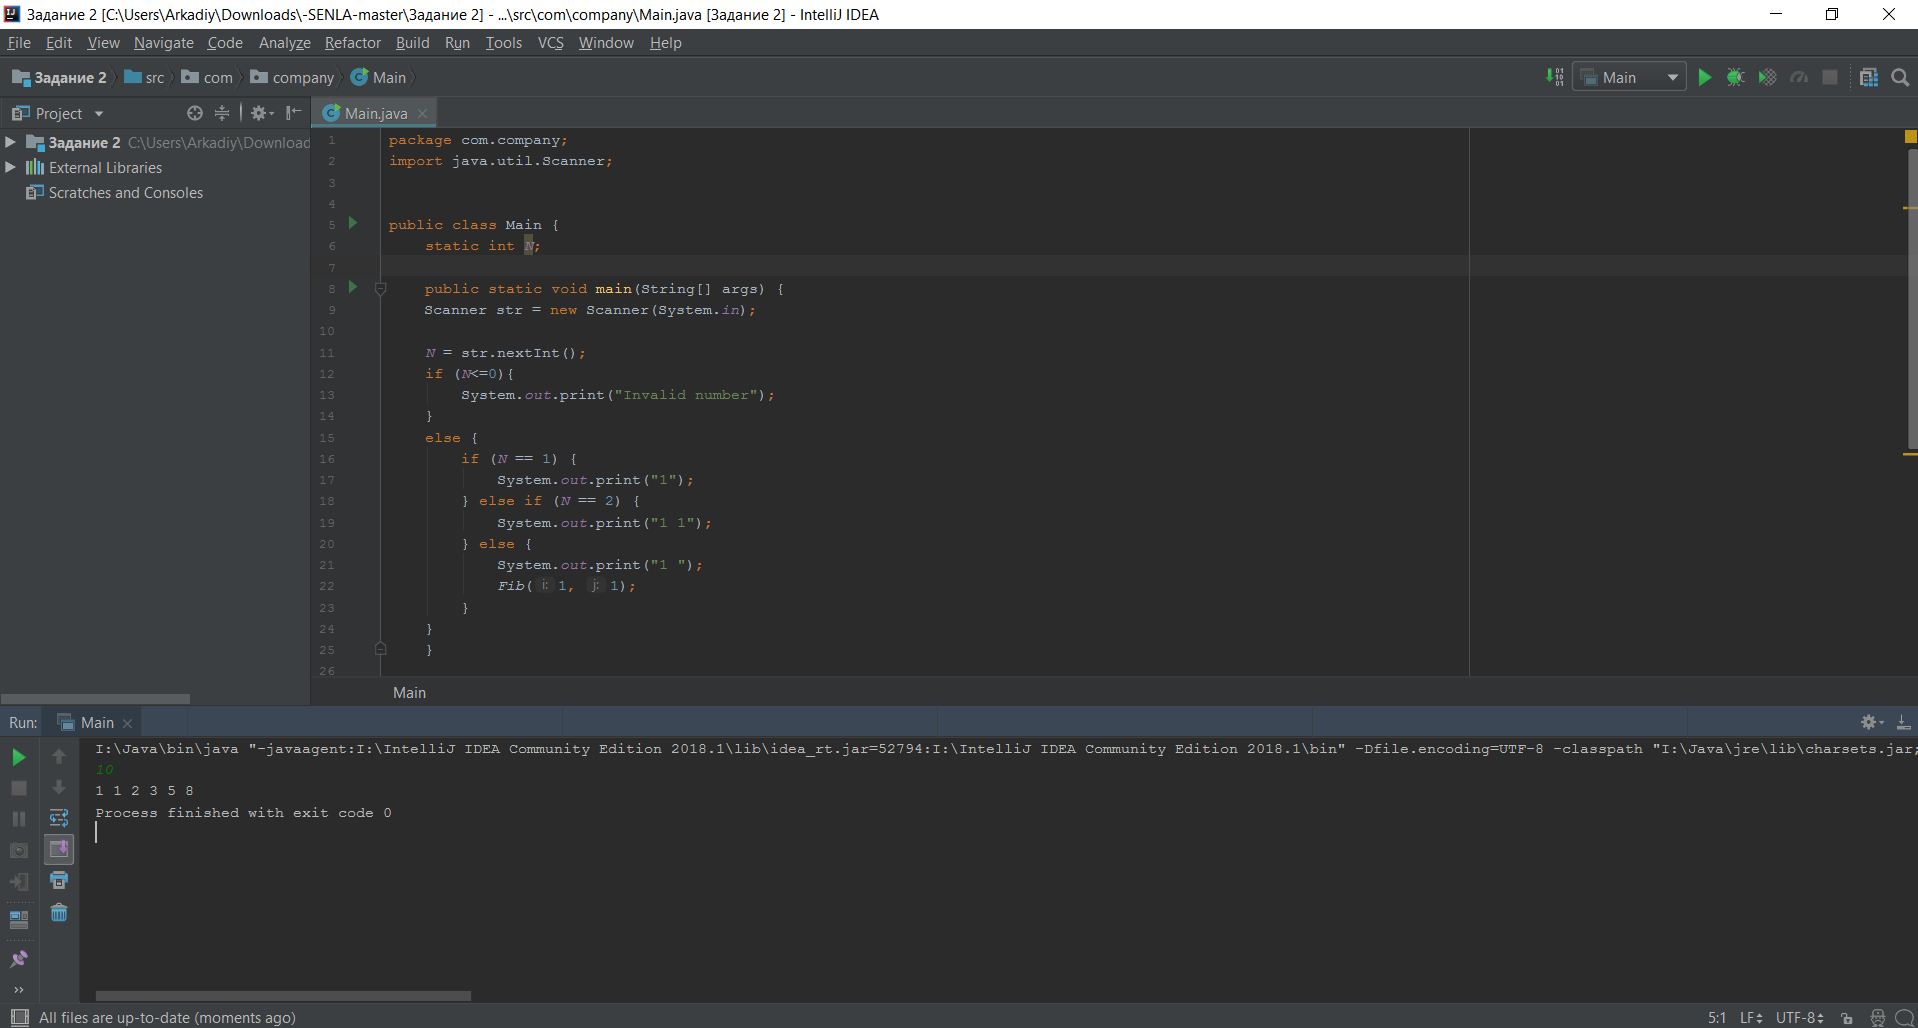 Задание 2 [C:\Users\Arkadiy\Downloads\-SENLA-master\Задание 2] - ...\src\com\company\Main.java [Задание 2] - IntelliJ IDEA
File Edit View Navigate Code Analyze Refactor Build Run Tools VCS Window Help
Задание 2 src com company Main
Main
Project
Main.java
Задание 2 C:\Users\Arkadiy\Download
External Libraries
Scratches and Consoles
1 package com.company;
2 import java.util.Scanner;
3
4
5 public class Main {
6 static int N;
7
8 public static void main(String[] args) {
9 Scanner str = new Scanner(System.in);
10
11 N = str.nextInt();
12 if (N<=0){
13 System.out.print("Invalid number");
14 }
15 else {
16 if (N == 1) {
17 System.out.print("1");
18 } else if (N == 2) {
19 System.out.print("1 1");
20 } else {
21 System.out.print("1 ");
22 Fib( i: 1, j: 1);
23 }
24 }
25 }
26
Main
Run: Main
I:\Java\bin\java "-javaagent:I:\IntelliJ IDEA Community Edition 2018.1\lib\idea_rt.jar=52794:I:\IntelliJ IDEA Community Edition 2018.1\bin" -Dfile.encoding=UTF-8 -classpath "I:\Java\jre\lib\charsets.jar;
10
1 1 2 3 5 8
Process finished with exit code 0
All files are up-to-date (moments ago)
5:1 LF UTF-8